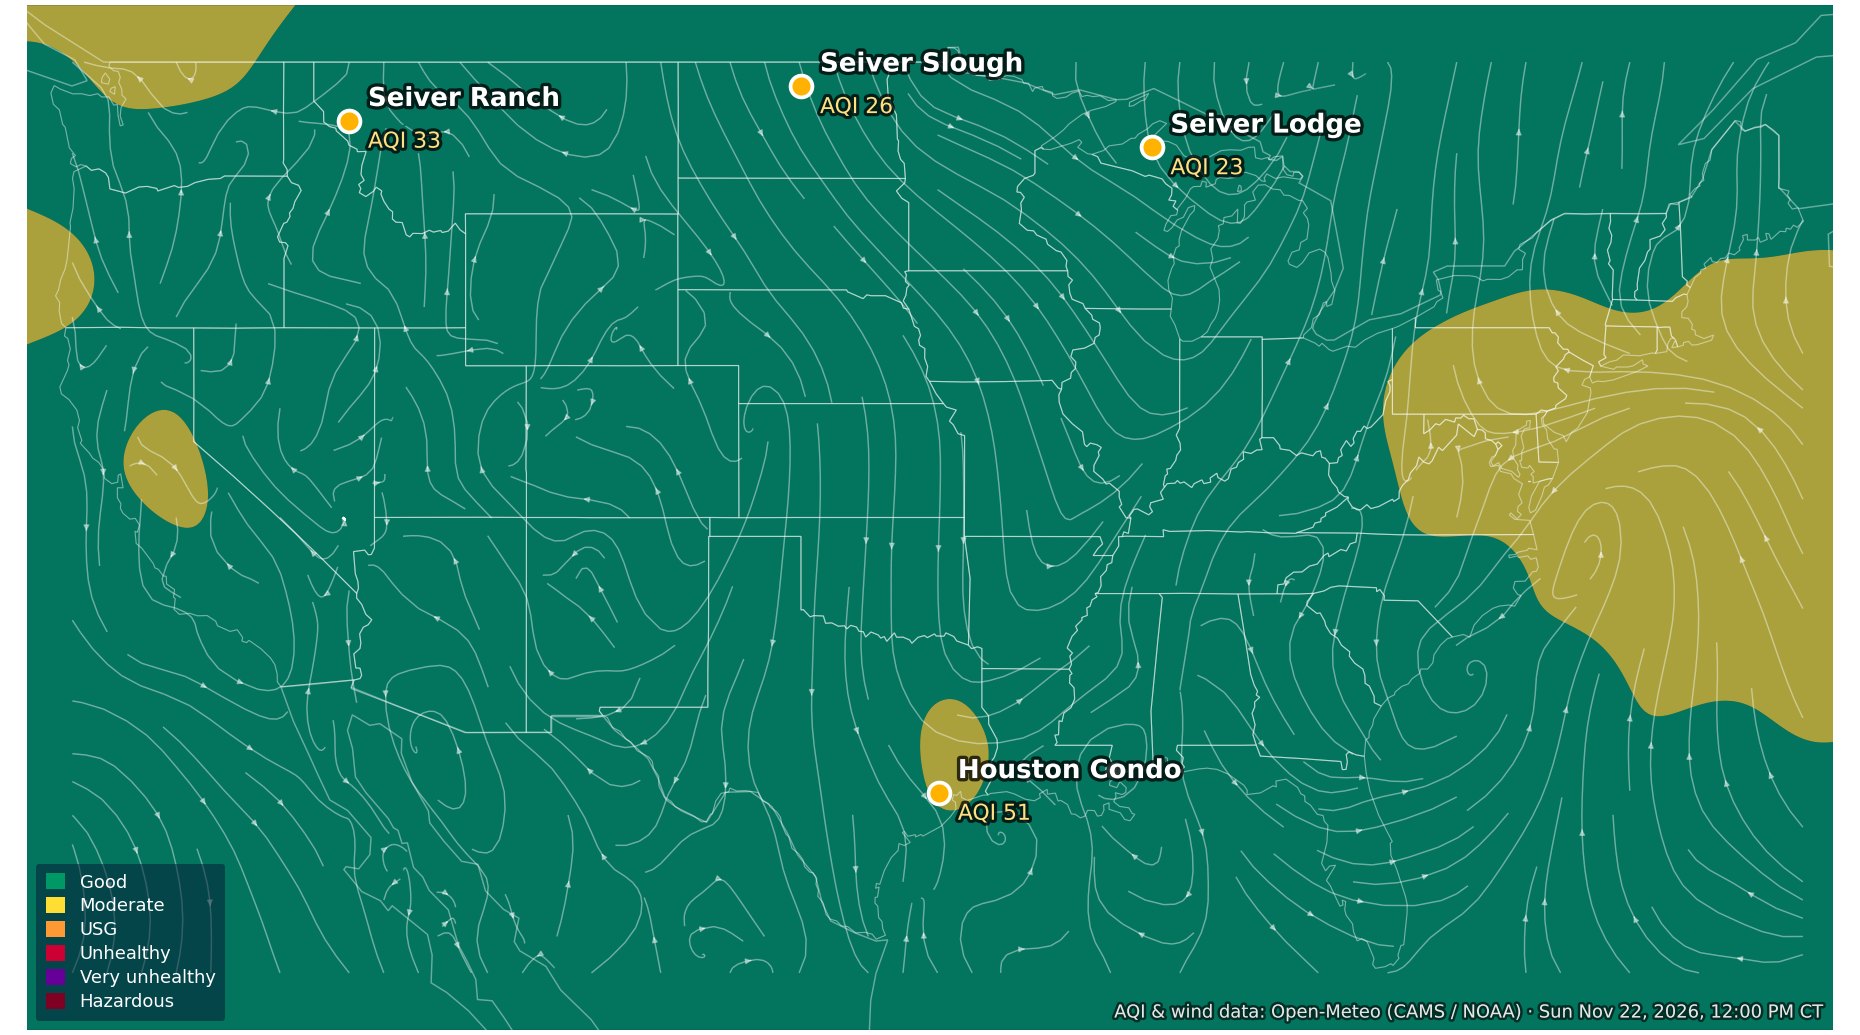 Seiver Slough
AQI 26
Seiver Ranch
AQI 33
Seiver Lodge
AQI 23
Houston Condo
AQI 51
Good
Moderate
USG
Unhealthy
Very unhealthy
Hazardous
AQI & wind data: Open-Meteo (CAMS / NOAA) · Sun Nov 22, 2026, 12:00 PM CT